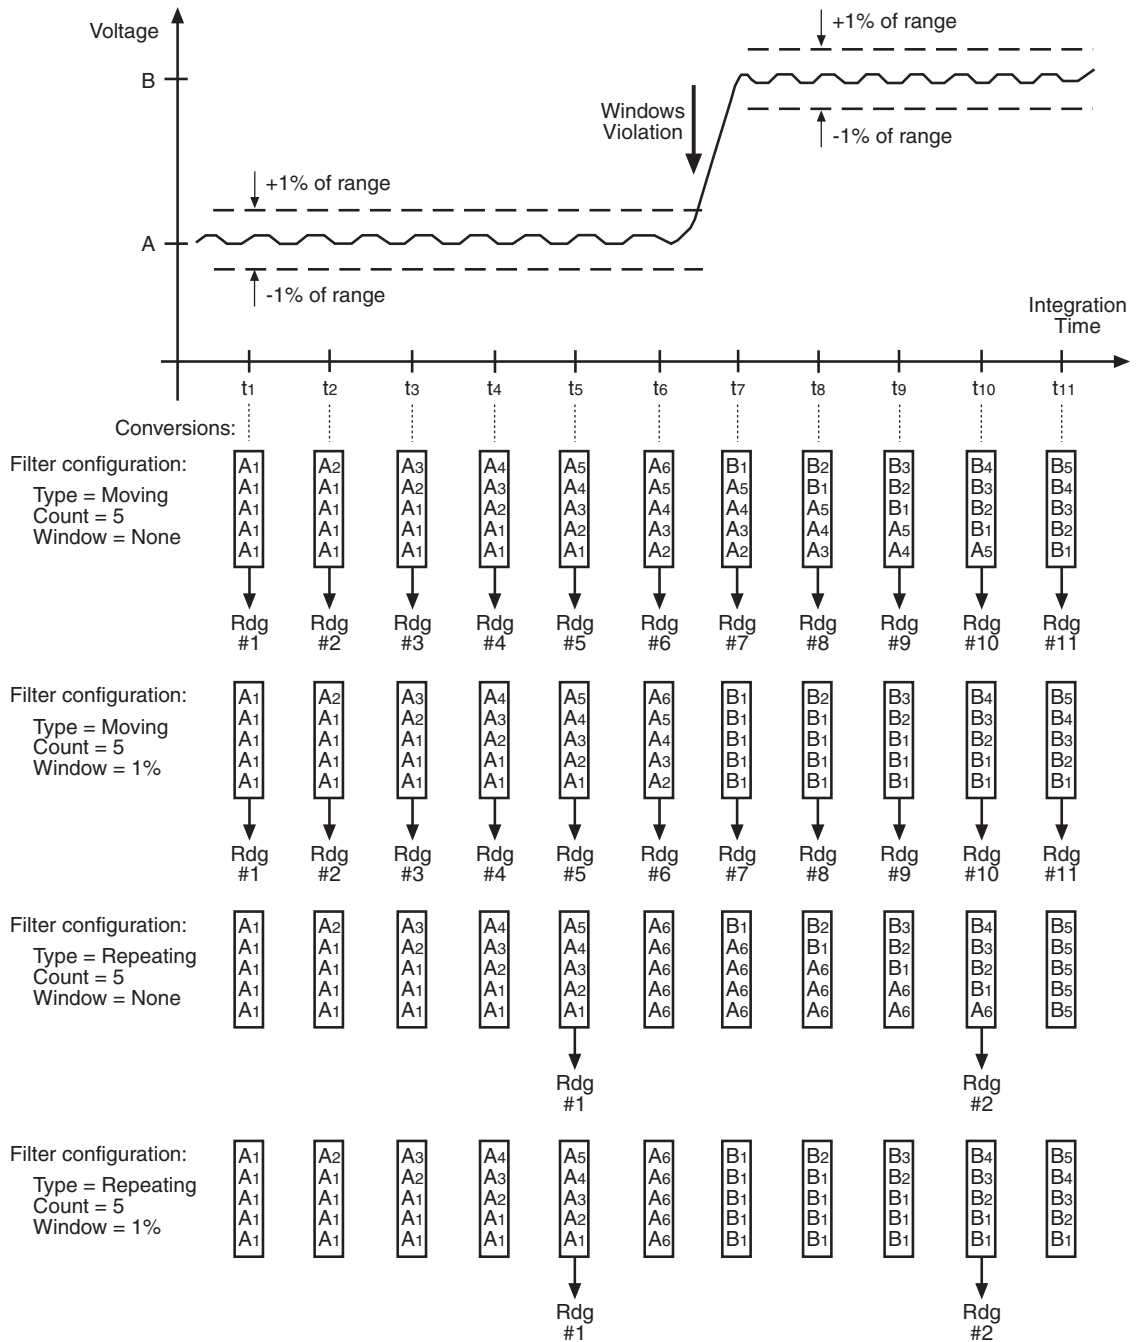 Voltage
+1% of range
B
Windows
Violation
-1% of range
+1% of range
A
-1% of range
Integration
Time
t1 t2 t3 t4 t5 t6 t7 t8 t9 t10 t11
Conversions:
Filter configuration:
Type = Moving
Count = 5
Window = None
A1 A2 A3 A4 A5 A6 B1 B2 B3 B4 B5
A1 A1 A2 A3 A4 A5 A5 B1 B2 B3 B4
A1 A1 A1 A2 A3 A4 A4 A5 B1 B2 B3
A1 A1 A1 A1 A2 A3 A3 A4 A5 B1 B2
A1 A1 A1 A1 A1 A2 A2 A3 A4 A5 B1
Rdg Rdg Rdg Rdg Rdg Rdg Rdg Rdg Rdg Rdg Rdg
#1 #2 #3 #4 #5 #6 #7 #8 #9 #10 #11
Filter configuration:
Type = Moving
Count = 5
Window = 1%
A1 A2 A3 A4 A5 A6 B1 B2 B3 B4 B5
A1 A1 A2 A3 A4 A5 B1 B1 B2 B3 B4
A1 A1 A1 A2 A3 A4 B1 B1 B1 B2 B3
A1 A1 A1 A1 A2 A3 B1 B1 B1 B1 B2
A1 A1 A1 A1 A1 A2 B1 B1 B1 B1 B1
Rdg Rdg Rdg Rdg Rdg Rdg Rdg Rdg Rdg Rdg Rdg
#1 #2 #3 #4 #5 #6 #7 #8 #9 #10 #11
Filter configuration:
Type = Repeating
Count = 5
Window = None
A1 A2 A3 A4 A5 A6 B1 B2 B3 B4 B5
A1 A1 A2 A3 A4 A6 A6 B1 B2 B3 B5
A1 A1 A1 A2 A3 A6 A6 A6 B1 B2 B5
A1 A1 A1 A1 A2 A6 A6 A6 A6 B1 B5
A1 A1 A1 A1 A1 A6 A6 A6 A6 A6 B5
Rdg Rdg
#1 #2
Filter configuration:
Type = Repeating
Count = 5
Window = 1%
A1 A2 A3 A4 A5 A6 B1 B2 B3 B4 B5
A1 A1 A2 A3 A4 A6 B1 B1 B2 B3 B4
A1 A1 A1 A2 A3 A6 B1 B1 B1 B2 B3
A1 A1 A1 A1 A2 A6 B1 B1 B1 B1 B2
A1 A1 A1 A1 A1 A6 B1 B1 B1 B1 B1
Rdg Rdg
#1 #2